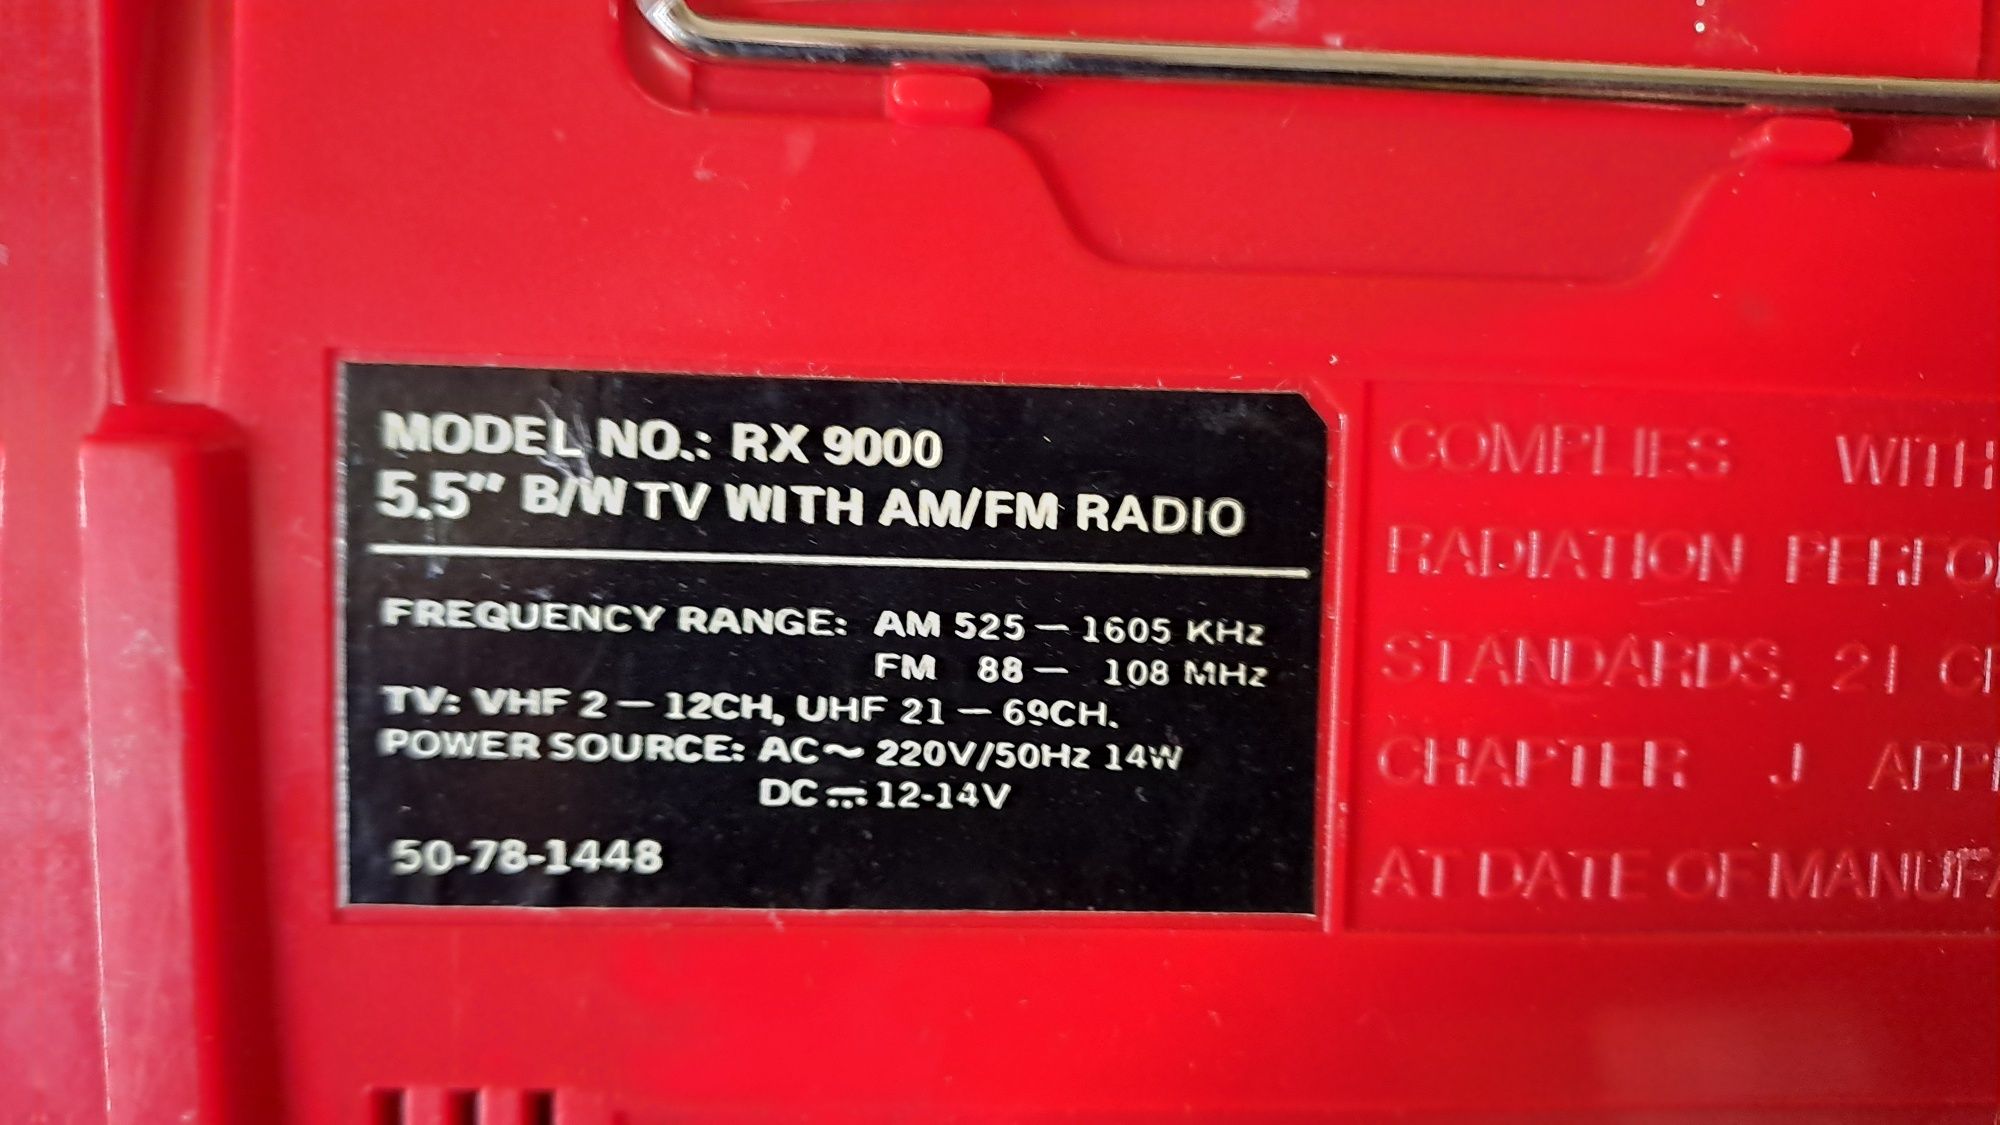 MODEL NO.: RX 9000
5.5" B/W TV WITH AM/FM RADIO
FREQUENCY RANGE: AM 525 — 1605 KHz
FM 88 — 108 MHz
TV: VHF 2 — 12CH, UHF 21 — 69CH.
POWER SOURCE: AC~ 220V/50Hz 14W
DC⎓ 12-14V
50-78-1448
COMPLIES WITH
RADIATION
STANDARDS, 21
CHAPTER J
AT DATE OF